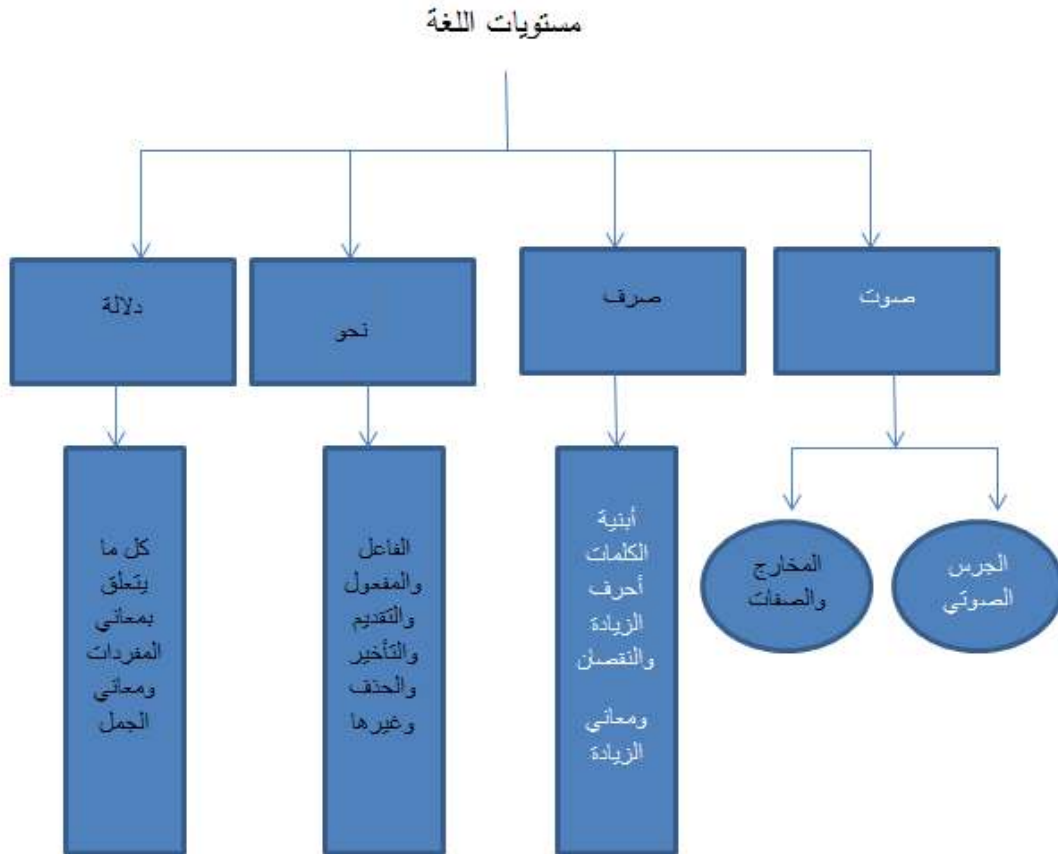 مستويات اللغة
صوت
صرف
نحو
دلالة
الجرس
الصوتي
المخارج
والصفات
أبنية
الكلمات
أحرف
الزيادة
والنقصان
ومعاني
الزيادة
الفاعل
والمفعول
والتقديم
والتأخير
والحذف
وغيرها
كل ما
يتعلق
بمعاني
المفردات
ومعاني
الجمل